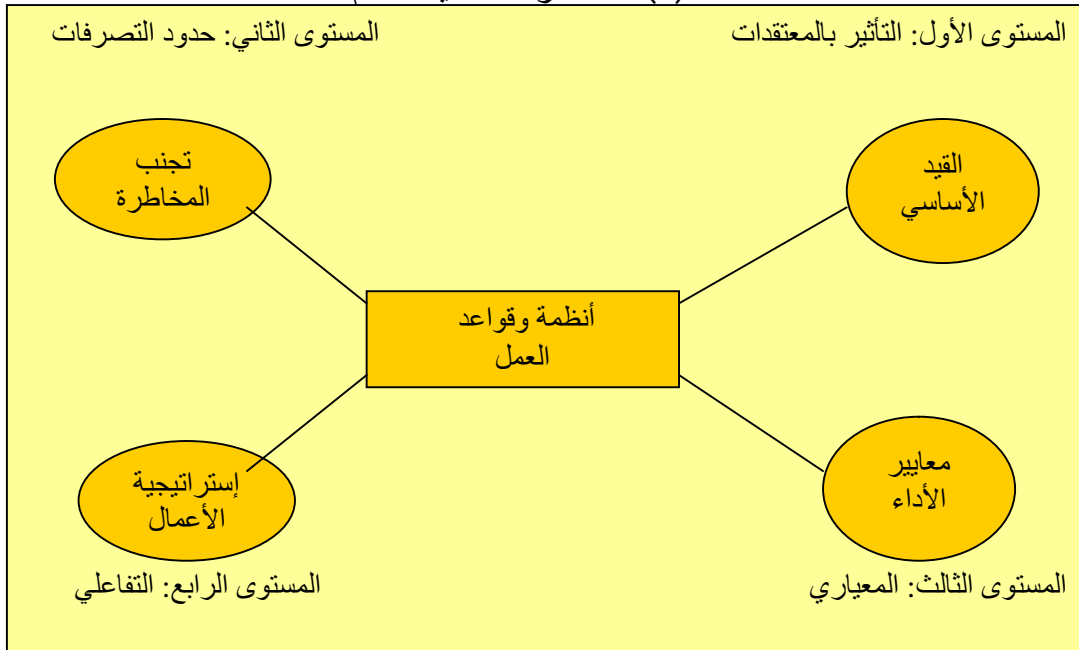 المستوى الأول: التأثير بالمعتقدات
المستوى الثاني: حدود التصرفات
القيد
الأساسي
تجنب
المخاطرة
أنظمة وقواعد
العمل
معايير
الأداء
إستراتيجية
الأعمال
المستوى الثالث: المعياري
المستوى الرابع: التفاعلي